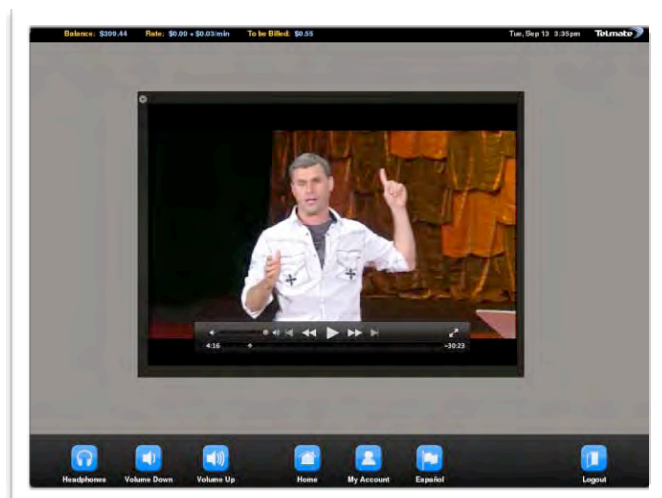 Balance: $309.44 Rate: $0.00 + $0.03/min To be Billed: $0.55 Tue, Sep 13 3:35pm Telmate
4:16 -30:23
Headphones Volume Down Volume Up Home My Account Español Logout